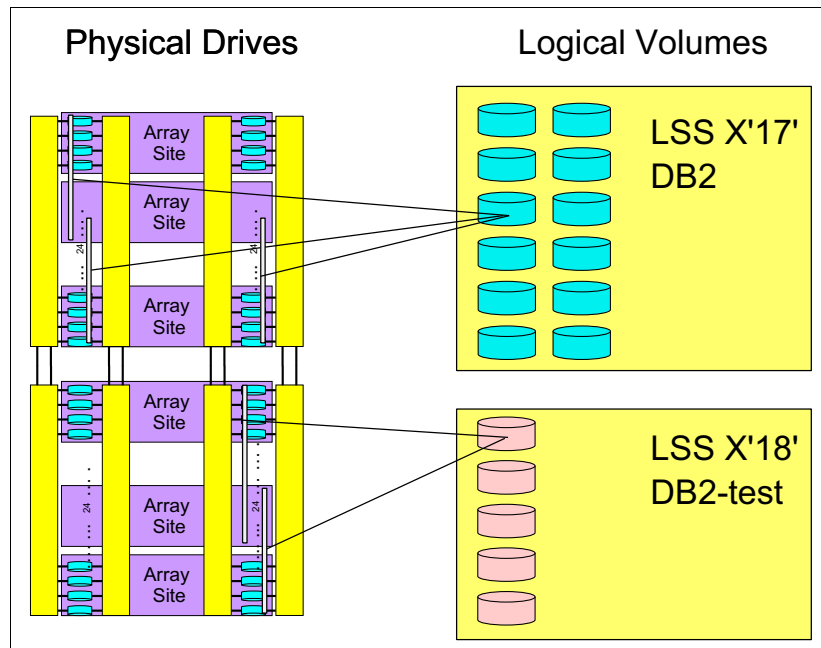 Physical Drives
Logical Volumes
Array
Site
Array
Site
24
24
Array
Site
LSS X'17'
DB2
Array
Site
24
24
Array
Site
Array
Site
LSS X'18'
DB2-test